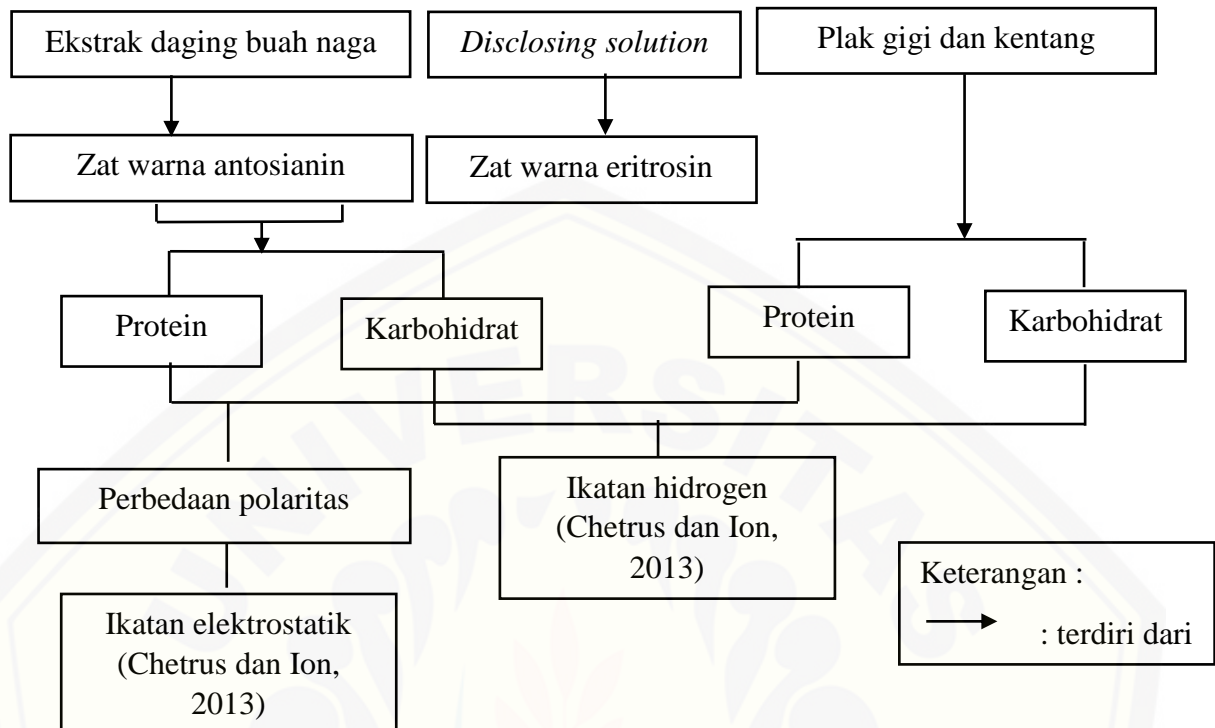 Ekstrak daging buah naga
Disclosing solution
Plak gigi dan kentang
Zat warna antosianin
Zat warna eritrosin
Protein
Karbohidrat
Protein
Karbohidrat
Perbedaan polaritas
Ikatan hidrogen
(Chetrus dan Ion,
2013)
Keterangan :
: terdiri dari
Ikatan elektrostatik
(Chetrus dan Ion,
2013)
UNIVERSITAS